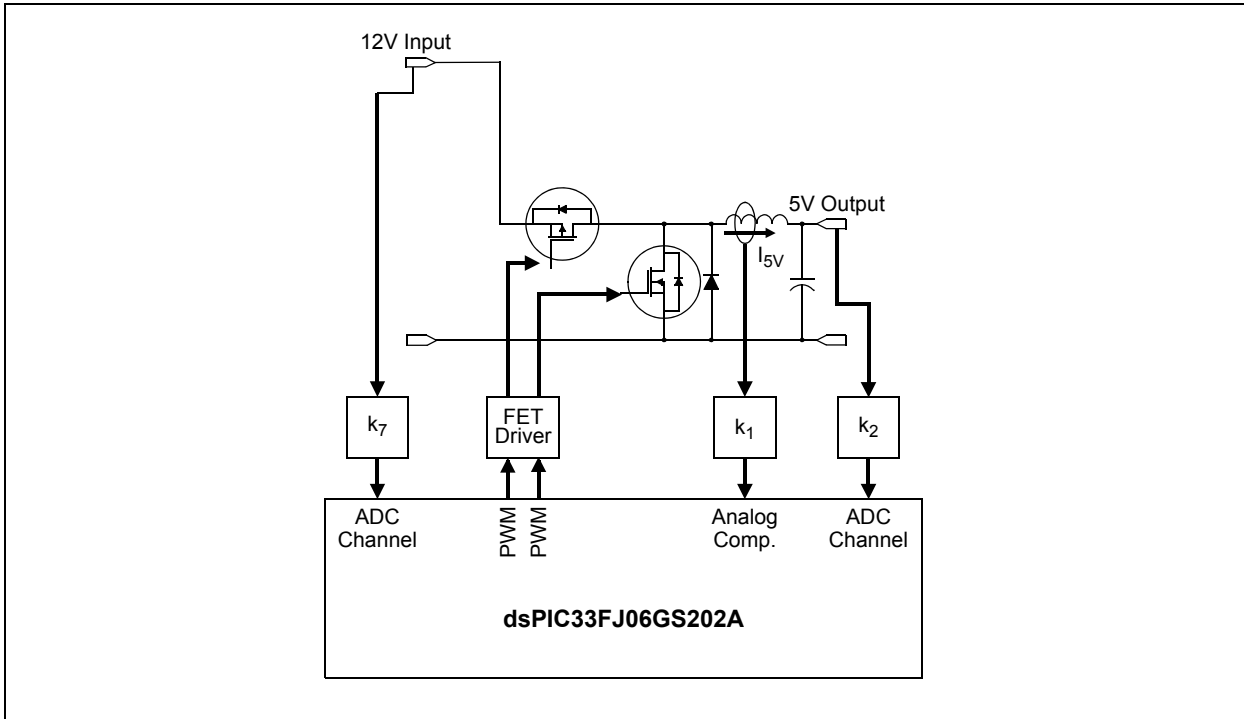 12V Input
5V Output
I5V
k7
FET
Driver
k1
k2
ADC
Channel
PWM
PWM
Analog
Comp.
ADC
Channel
dsPIC33FJ06GS202A